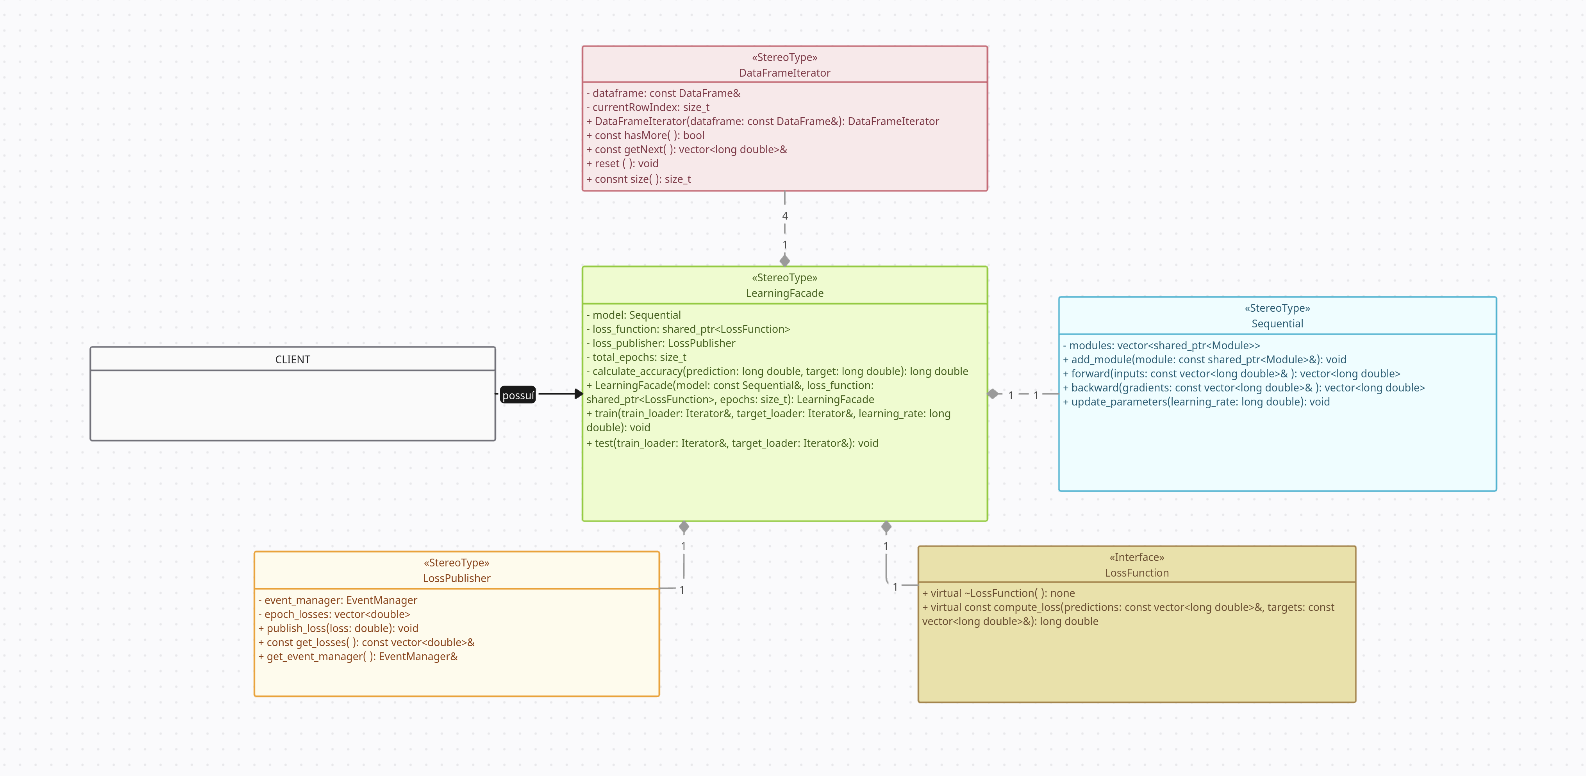 «StereoType»
DataFrameIterator
- dataframe: const DataFrame&
- currentRowIndex: size_t
+ DataFrameIterator(dataframe: const DataFrame&): DataFrameIterator
+ const hasMore( ): bool
+ const getNext( ): vector<long double>&
+ reset ( ): void
+ consnt size( ): size_t
4
1
«StereoType»
LearningFacade
- model: Sequential
- loss_function: shared_ptr<LossFunction>
- loss_publisher: LossPublisher
- total_epochs: size_t
- calculate_accuracy(prediction: long double, target: long double): long double
+ LearningFacade(model: const Sequential&, loss_function:
shared_ptr<LossFunction>, epochs: size_t): LearningFacade
+ train(train_loader: Iterator&, target_loader: Iterator&, learning_rate: long
double): void
+ test(train_loader: Iterator&, target_loader: Iterator&): void
CLIENT
possui
1
1
«StereoType»
Sequential
- modules: vector<shared_ptr<Module>>
+ add_module(module: const shared_ptr<Module>&): void
+ forward(inputs: const vector<long double>& ): vector<long double>
+ backward(gradients: const vector<long double>& ): vector<long double>
+ update_parameters(learning_rate: long double): void
1
1
«StereoType»
LossPublisher
- event_manager: EventManager
- epoch_losses: vector<double>
+ publish_loss(loss: double): void
+ const get_losses( ): const vector<double>&
+ get_event_manager( ): EventManager&
1
1
«Interface»
LossFunction
+ virtual ~LossFunction( ): none
+ virtual const compute_loss(predictions: const vector<long double>&, targets: const
vector<long double>&): long double